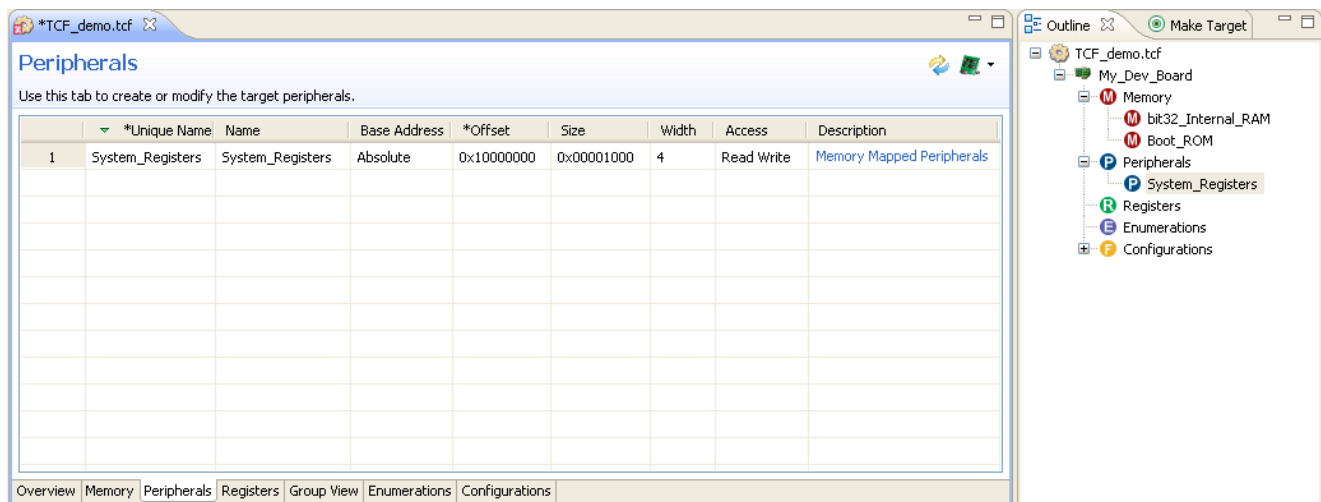 *TCF_demo.tcf
Peripherals
Use this tab to create or modify the target peripherals.
*Unique Name Name Base Address *Offset Size Width Access Description
1 System_Registers System_Registers Absolute 0x10000000 0x00001000 4 Read Write Memory Mapped Peripherals
Overview Memory Peripherals Registers Group View Enumerations Configurations
Outline Make Target
TCF_demo.tcf
My_Dev_Board
M Memory
M bit32_Internal_RAM
M Boot_ROM
P Peripherals
P System_Registers
R Registers
E Enumerations
F Configurations